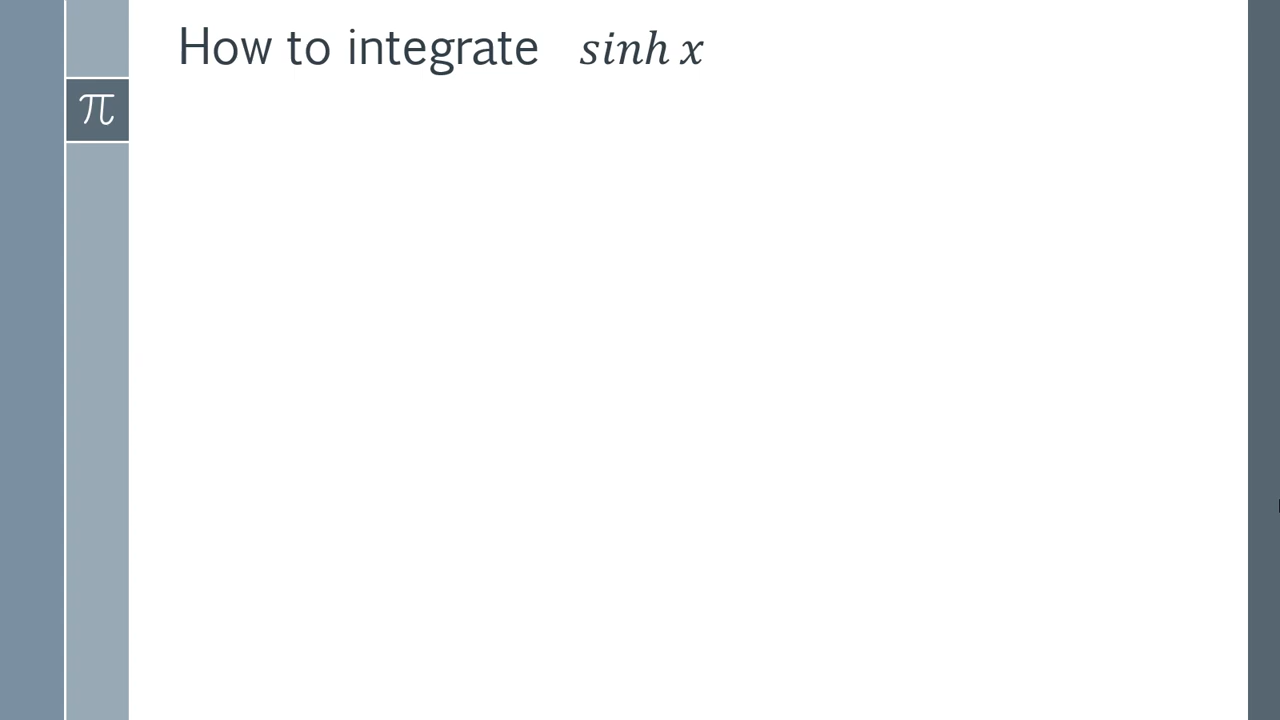 How to integrate sinh x
π